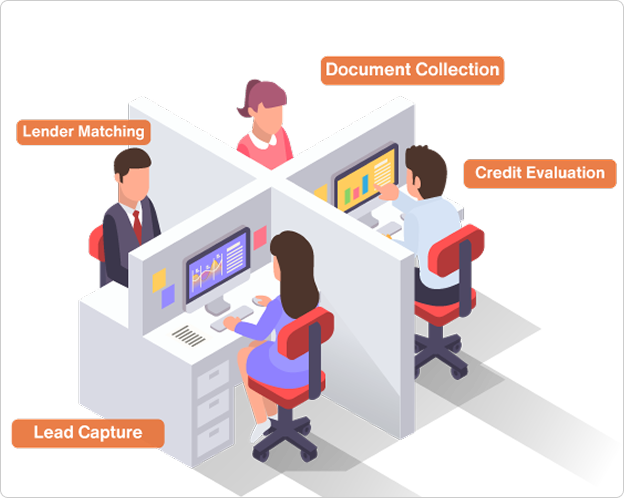 Document Collection
Lender Matching
Credit Evaluation
Lead Capture